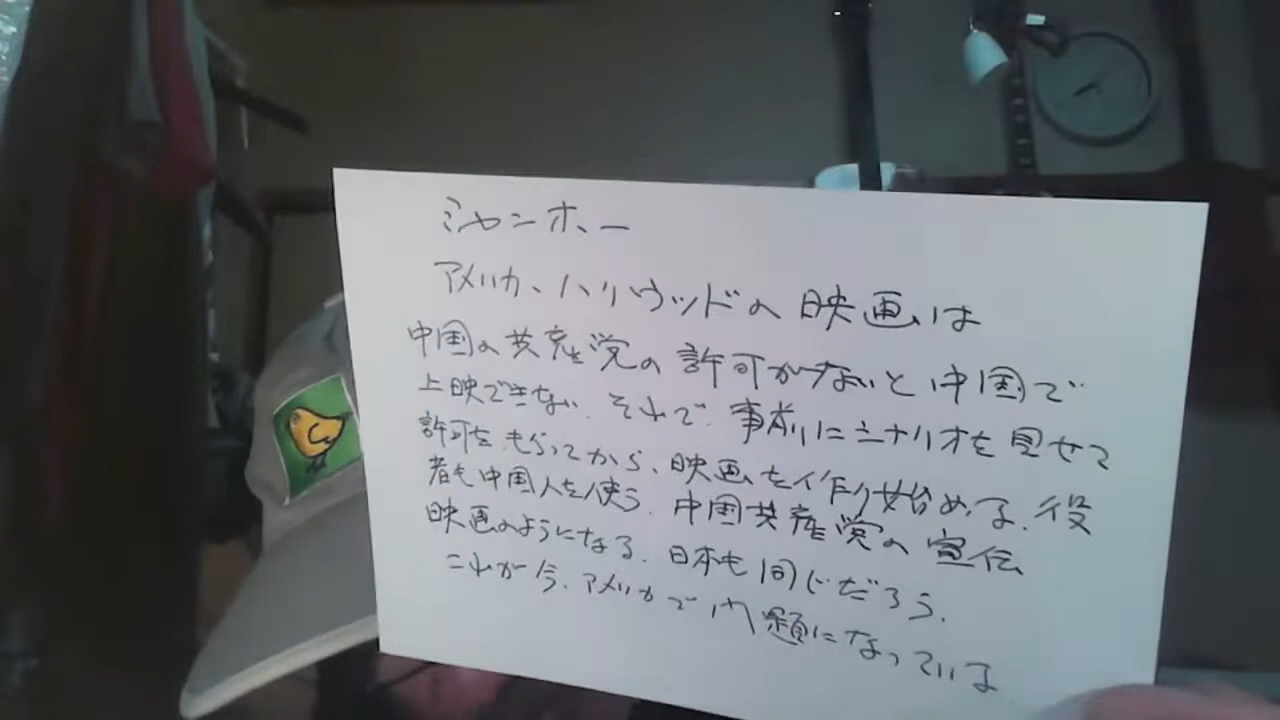 シャンホー
アメリカ、ハリウッドの映画は
中国の共産党の許可がないと中国で
上映できない、それで、事前にシナリオを見せて
許可をもらってから、映画を作り始める、役
者も中国人を使う、中国共産党の宣伝
映画のようになる、日本も同じだろう、
これが今、アメリカで問題になっている